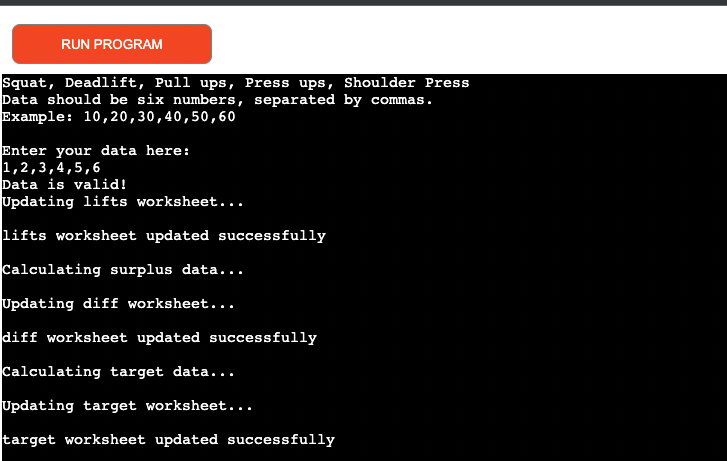 RUN PROGRAM
Squat, Deadlift, Pull ups, Press ups, Shoulder Press
Data should be six numbers, separated by commas.
Example: 10,20,30,40,50,60
Enter your data here:
1,2,3,4,5,6
Data is valid!
Updating lifts worksheet...
lifts worksheet updated successfully
Calculating surplus data...
Updating diff worksheet...
diff worksheet updated successfully
Calculating target data...
Updating target worksheet...
target worksheet updated successfully